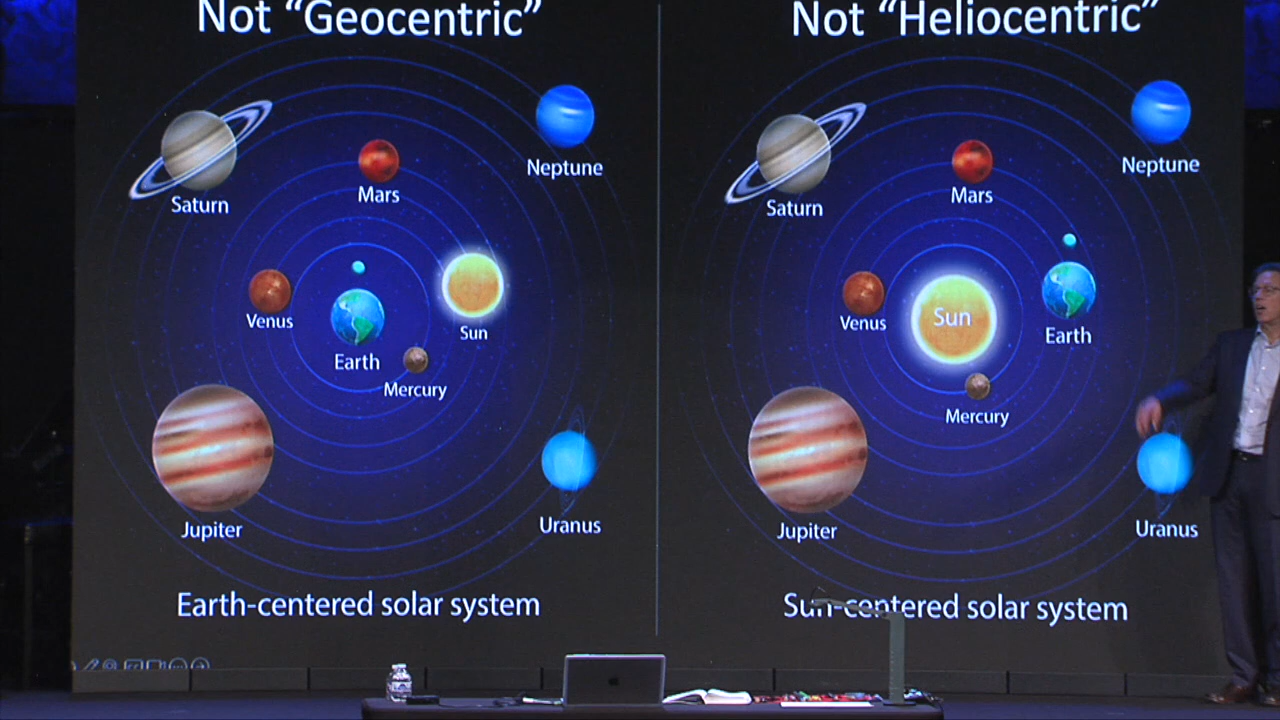 Not “Geocentric”
Neptune
Mars
Saturn
Venus
Sun
Earth
Mercury
Uranus
Jupiter
Earth-centered solar system
Not “Heliocentric”
Neptune
Mars
Saturn
Sun
Venus
Earth
Mercury
Uranus
Jupiter
Sun-centered solar system